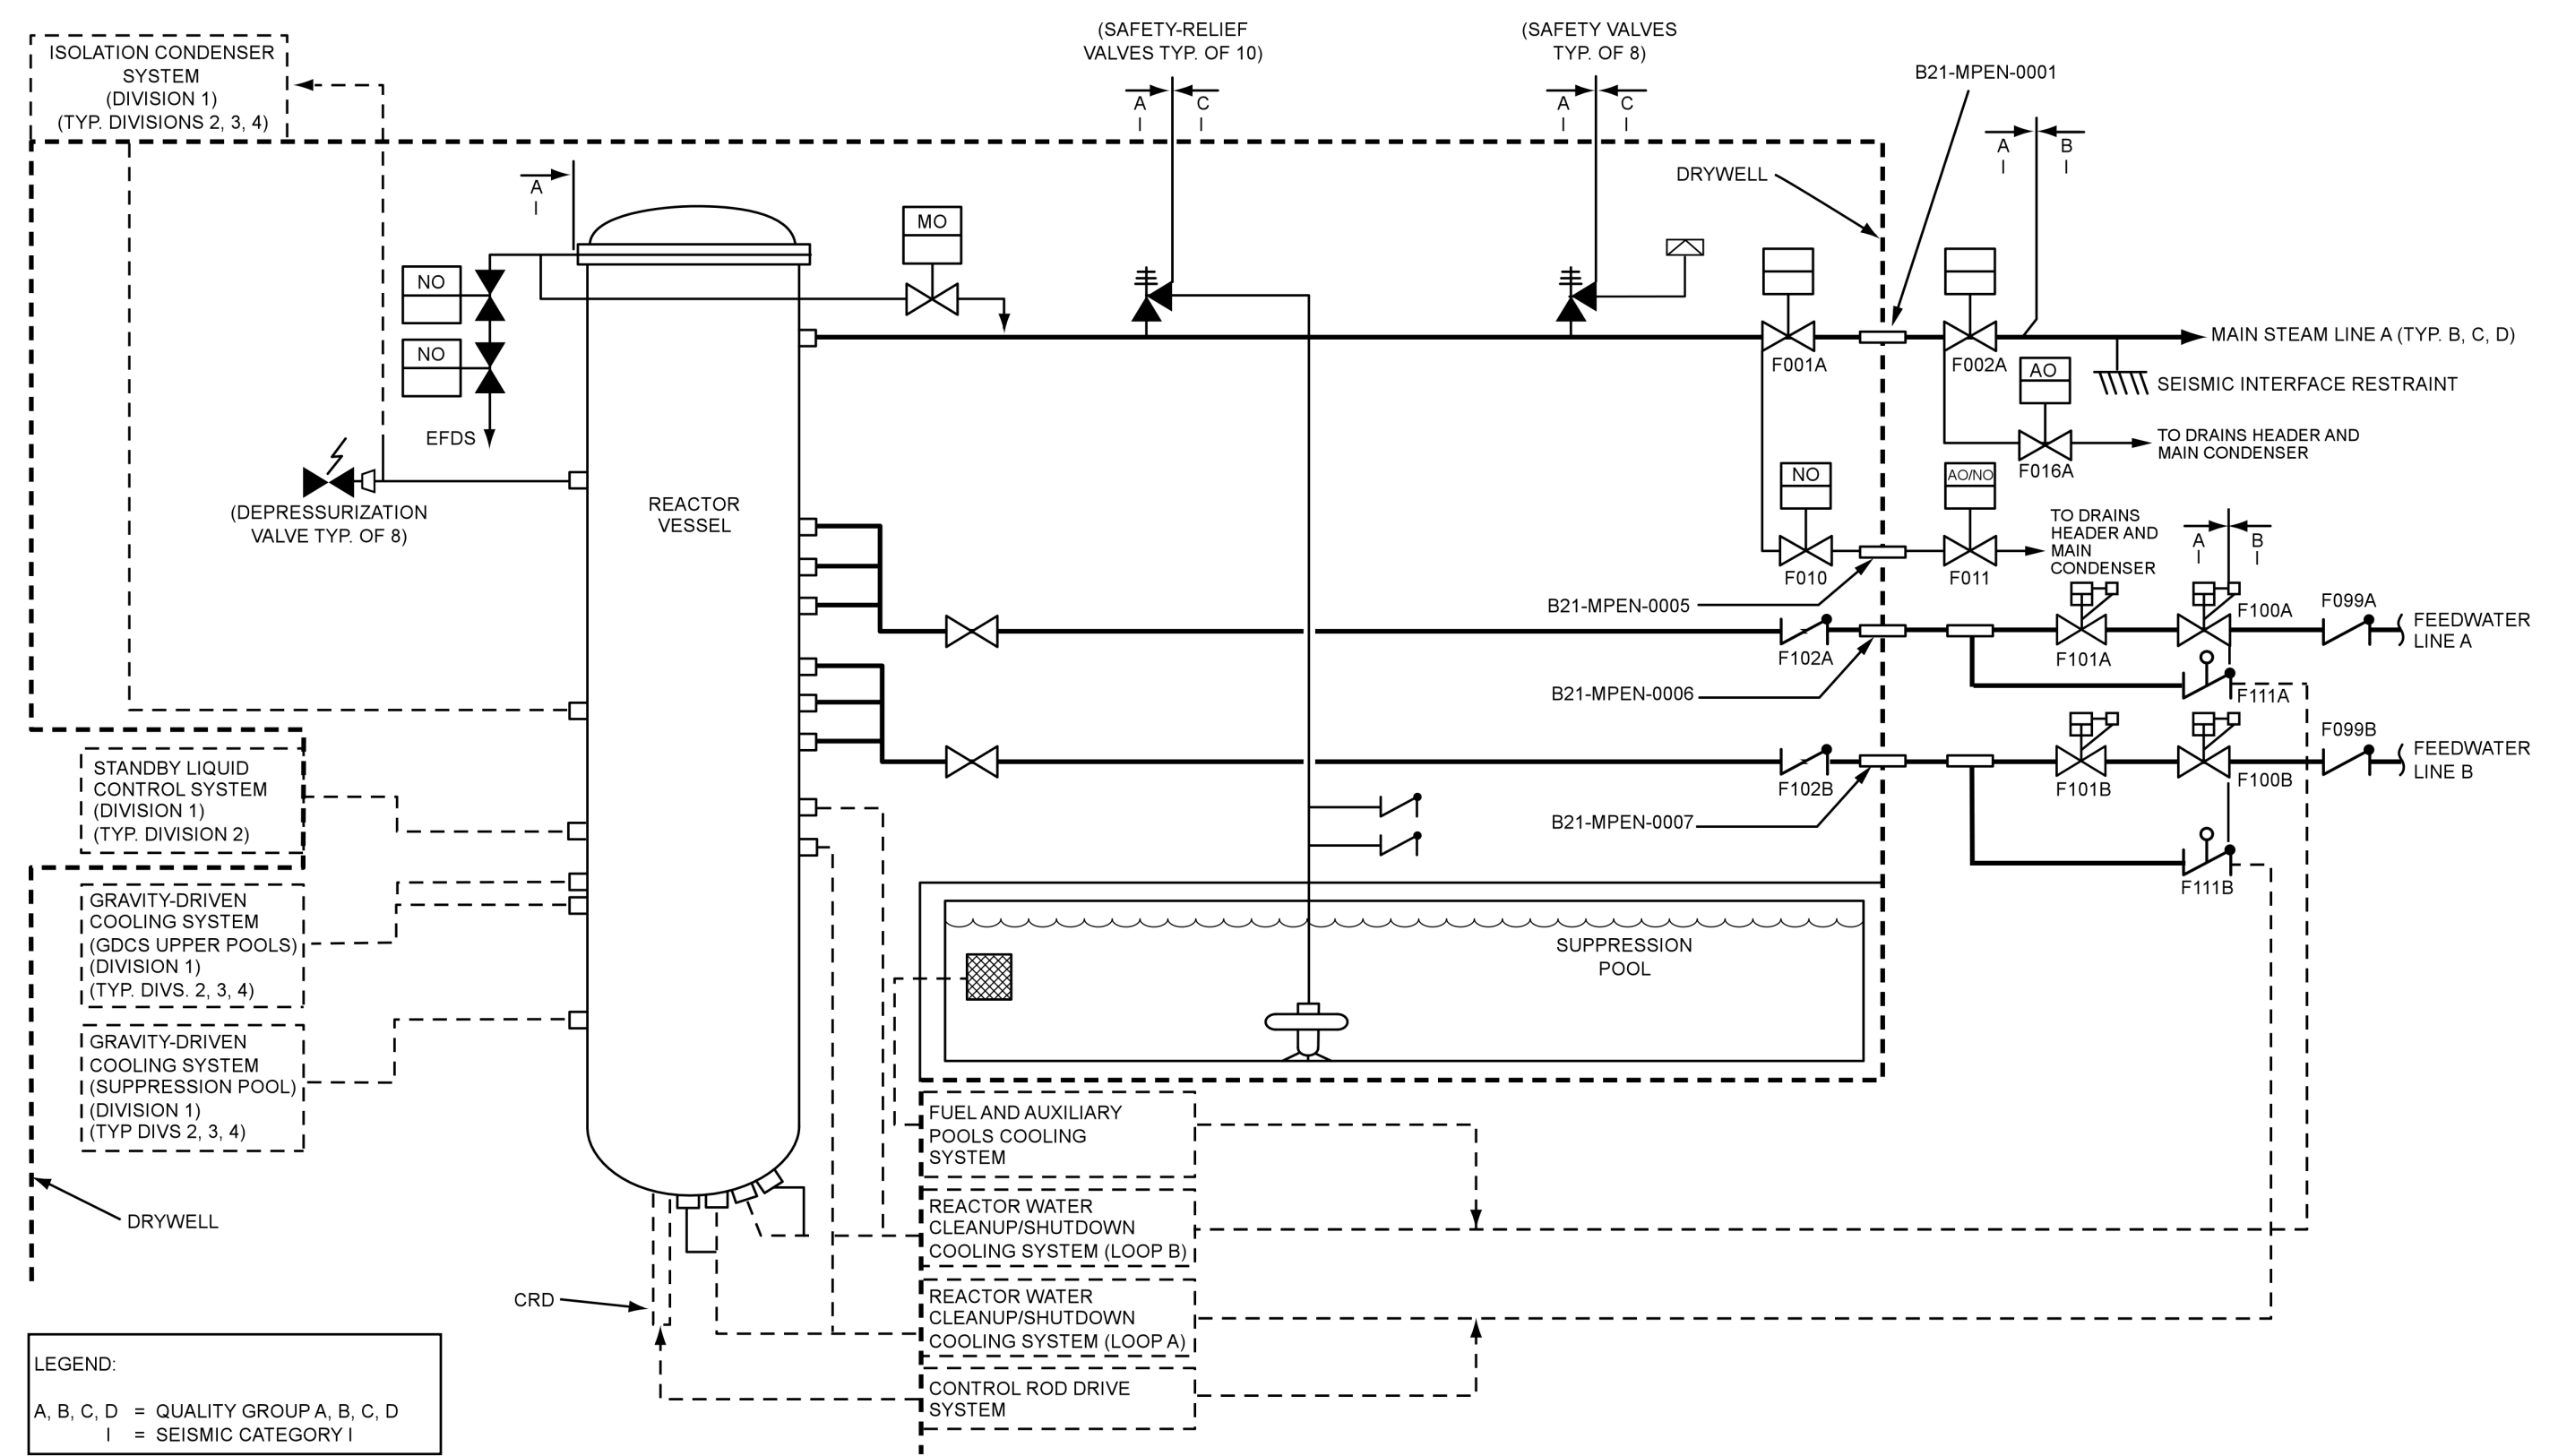 ISOLATION CONDENSER
SYSTEM
(DIVISION 1)
(TYP. DIVISIONS 2, 3, 4)
(SAFETY-RELIEF
VALVES TYP. OF 10)
A
C
I
I
(SAFETY VALVES
TYP. OF 8)
A
C
I
I
B21-MPEN-0001
A
B
I
I
DRYWELL
A
I
MO
NO
NO
EFDS
F001A
F002A
MAIN STEAM LINE A (TYP. B, C, D)
AO
SEISMIC INTERFACE RESTRAINT
TO DRAINS HEADER AND
MAIN CONDENSER
F016A
(DEPRESSURIZATION
VALVE TYP. OF 8)
REACTOR
VESSEL
NO
AO/NO
F010
F011
TO DRAINS
HEADER AND
MAIN
CONDENSER
A
B
I
I
B21-MPEN-0005
F102A
F101A
F100A
F099A
FEEDWATER
LINE A
B21-MPEN-0006
F111A
F102B
F101B
F100B
F099B
FEEDWATER
LINE B
B21-MPEN-0007
F111B
STANDBY LIQUID
CONTROL SYSTEM
(DIVISION 1)
(TYP. DIVISION 2)
GRAVITY-DRIVEN
COOLING SYSTEM
(GDCS UPPER POOLS)
(DIVISION 1)
(TYP. DIVS. 2, 3, 4)
GRAVITY-DRIVEN
COOLING SYSTEM
(SUPPRESSION POOL)
(DIVISION 1)
(TYP DIVS 2, 3, 4)
SUPPRESSION
POOL
DRYWELL
FUEL AND AUXILIARY
POOLS COOLING
SYSTEM
REACTOR WATER
CLEANUP/SHUTDOWN
COOLING SYSTEM (LOOP B)
REACTOR WATER
CLEANUP/SHUTDOWN
COOLING SYSTEM (LOOP A)
CONTROL ROD DRIVE
SYSTEM
CRD
LEGEND:
A, B, C, D = QUALITY GROUP A, B, C, D
I = SEISMIC CATEGORY I